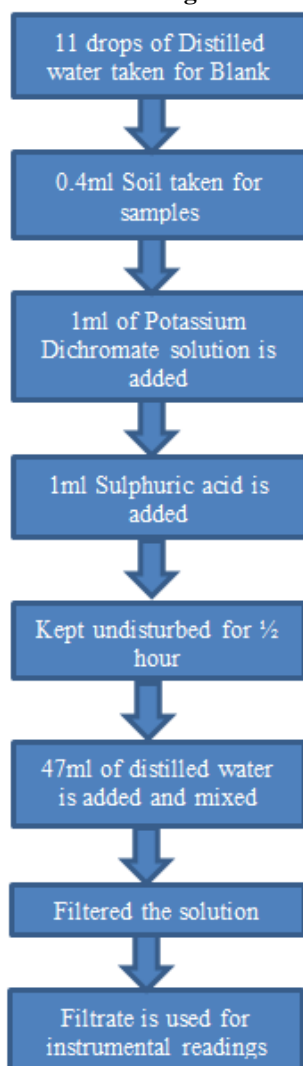 11 drops of Distilled
water taken for Blank
0.4ml Soil taken for
samples
1ml of Potassium
Dichromate solution is
added
1ml Sulphuric acid is
added
Kept undisturbed for ½
hour
47ml of distilled water
is added and mixed
Filtered the solution
Filtrate is used for
instrumental readings